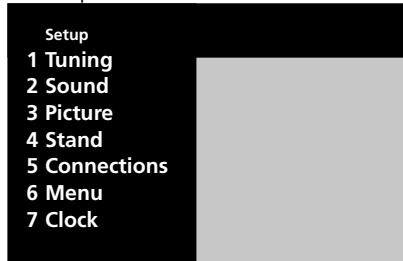 Setup
1 Tuning
2 Sound
3 Picture
4 Stand
5 Connections
6 Menu
7 Clock